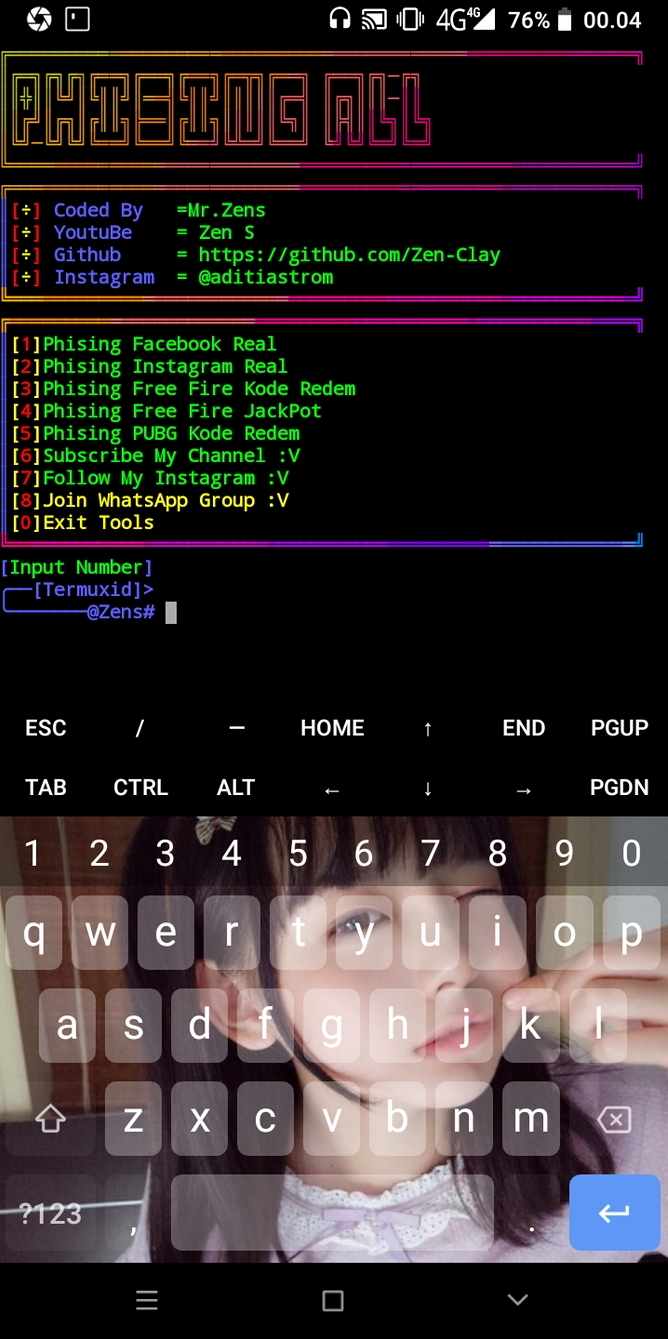 4G 4G 76% 00.04
PHISING All
[÷] Coded By =Mr.Zens
[÷] YoutuBe = Zen S
[÷] Github = https://github.com/Zen-Clay
[÷] Instagram = @aditiastrom
[1]Phising Facebook Real
[2]Phising Instagram Real
[3]Phising Free Fire Kode Redem
[4]Phising Free Fire JackPot
[5]Phising PUBG Kode Redem
[6]Subscribe My Channel :V
[7]Follow My Instagram :V
[8]Join WhatsApp Group :V
[0]Exit Tools
[Input Number]
╭──[Termuxid]>
╰───────@Zens#
ESC / — HOME ↑ END PGUP
TAB CTRL ALT ← ↓ → PGDN
1 2 3 4 5 6 7 8 9 0
q w e r t y u i o p
a s d f g h j k l
z x c v b n m
?123 , .